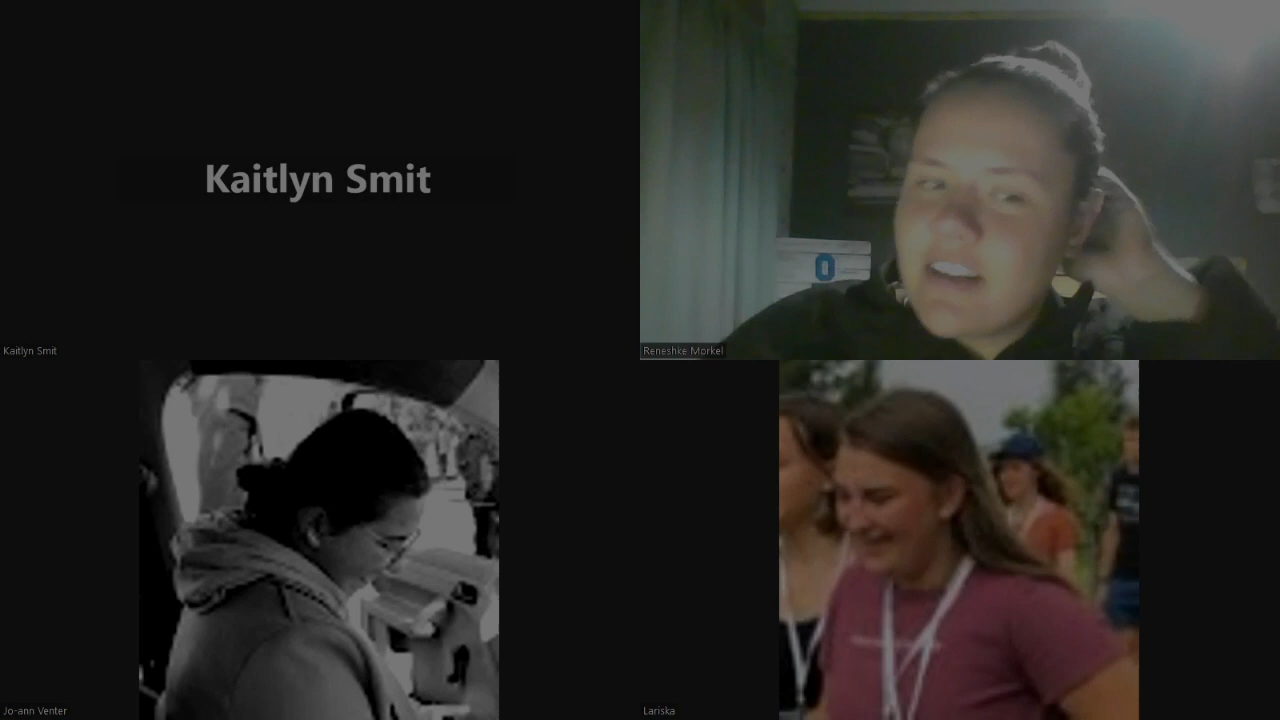 Kaitlyn Smit
Kaitlyn Smit
O
Reneshke Morkel
Jo-ann Venter
Lariska